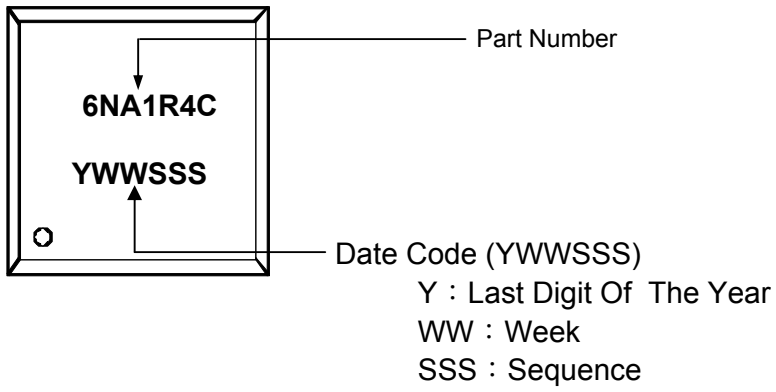 Part Number
6NA1R4C
YWWSSS
Date Code (YWWSSS)
Y：Last Digit Of The Year
WW：Week
SSS：Sequence